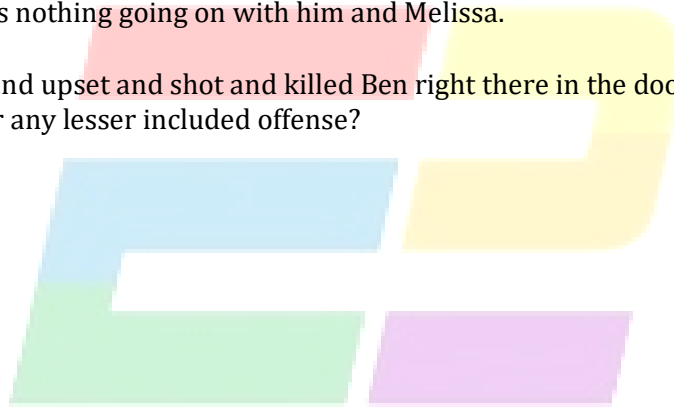 s nothing going on with him and Melissa.
nd upset and shot and killed Ben right there in the doo
r any lesser included offense?